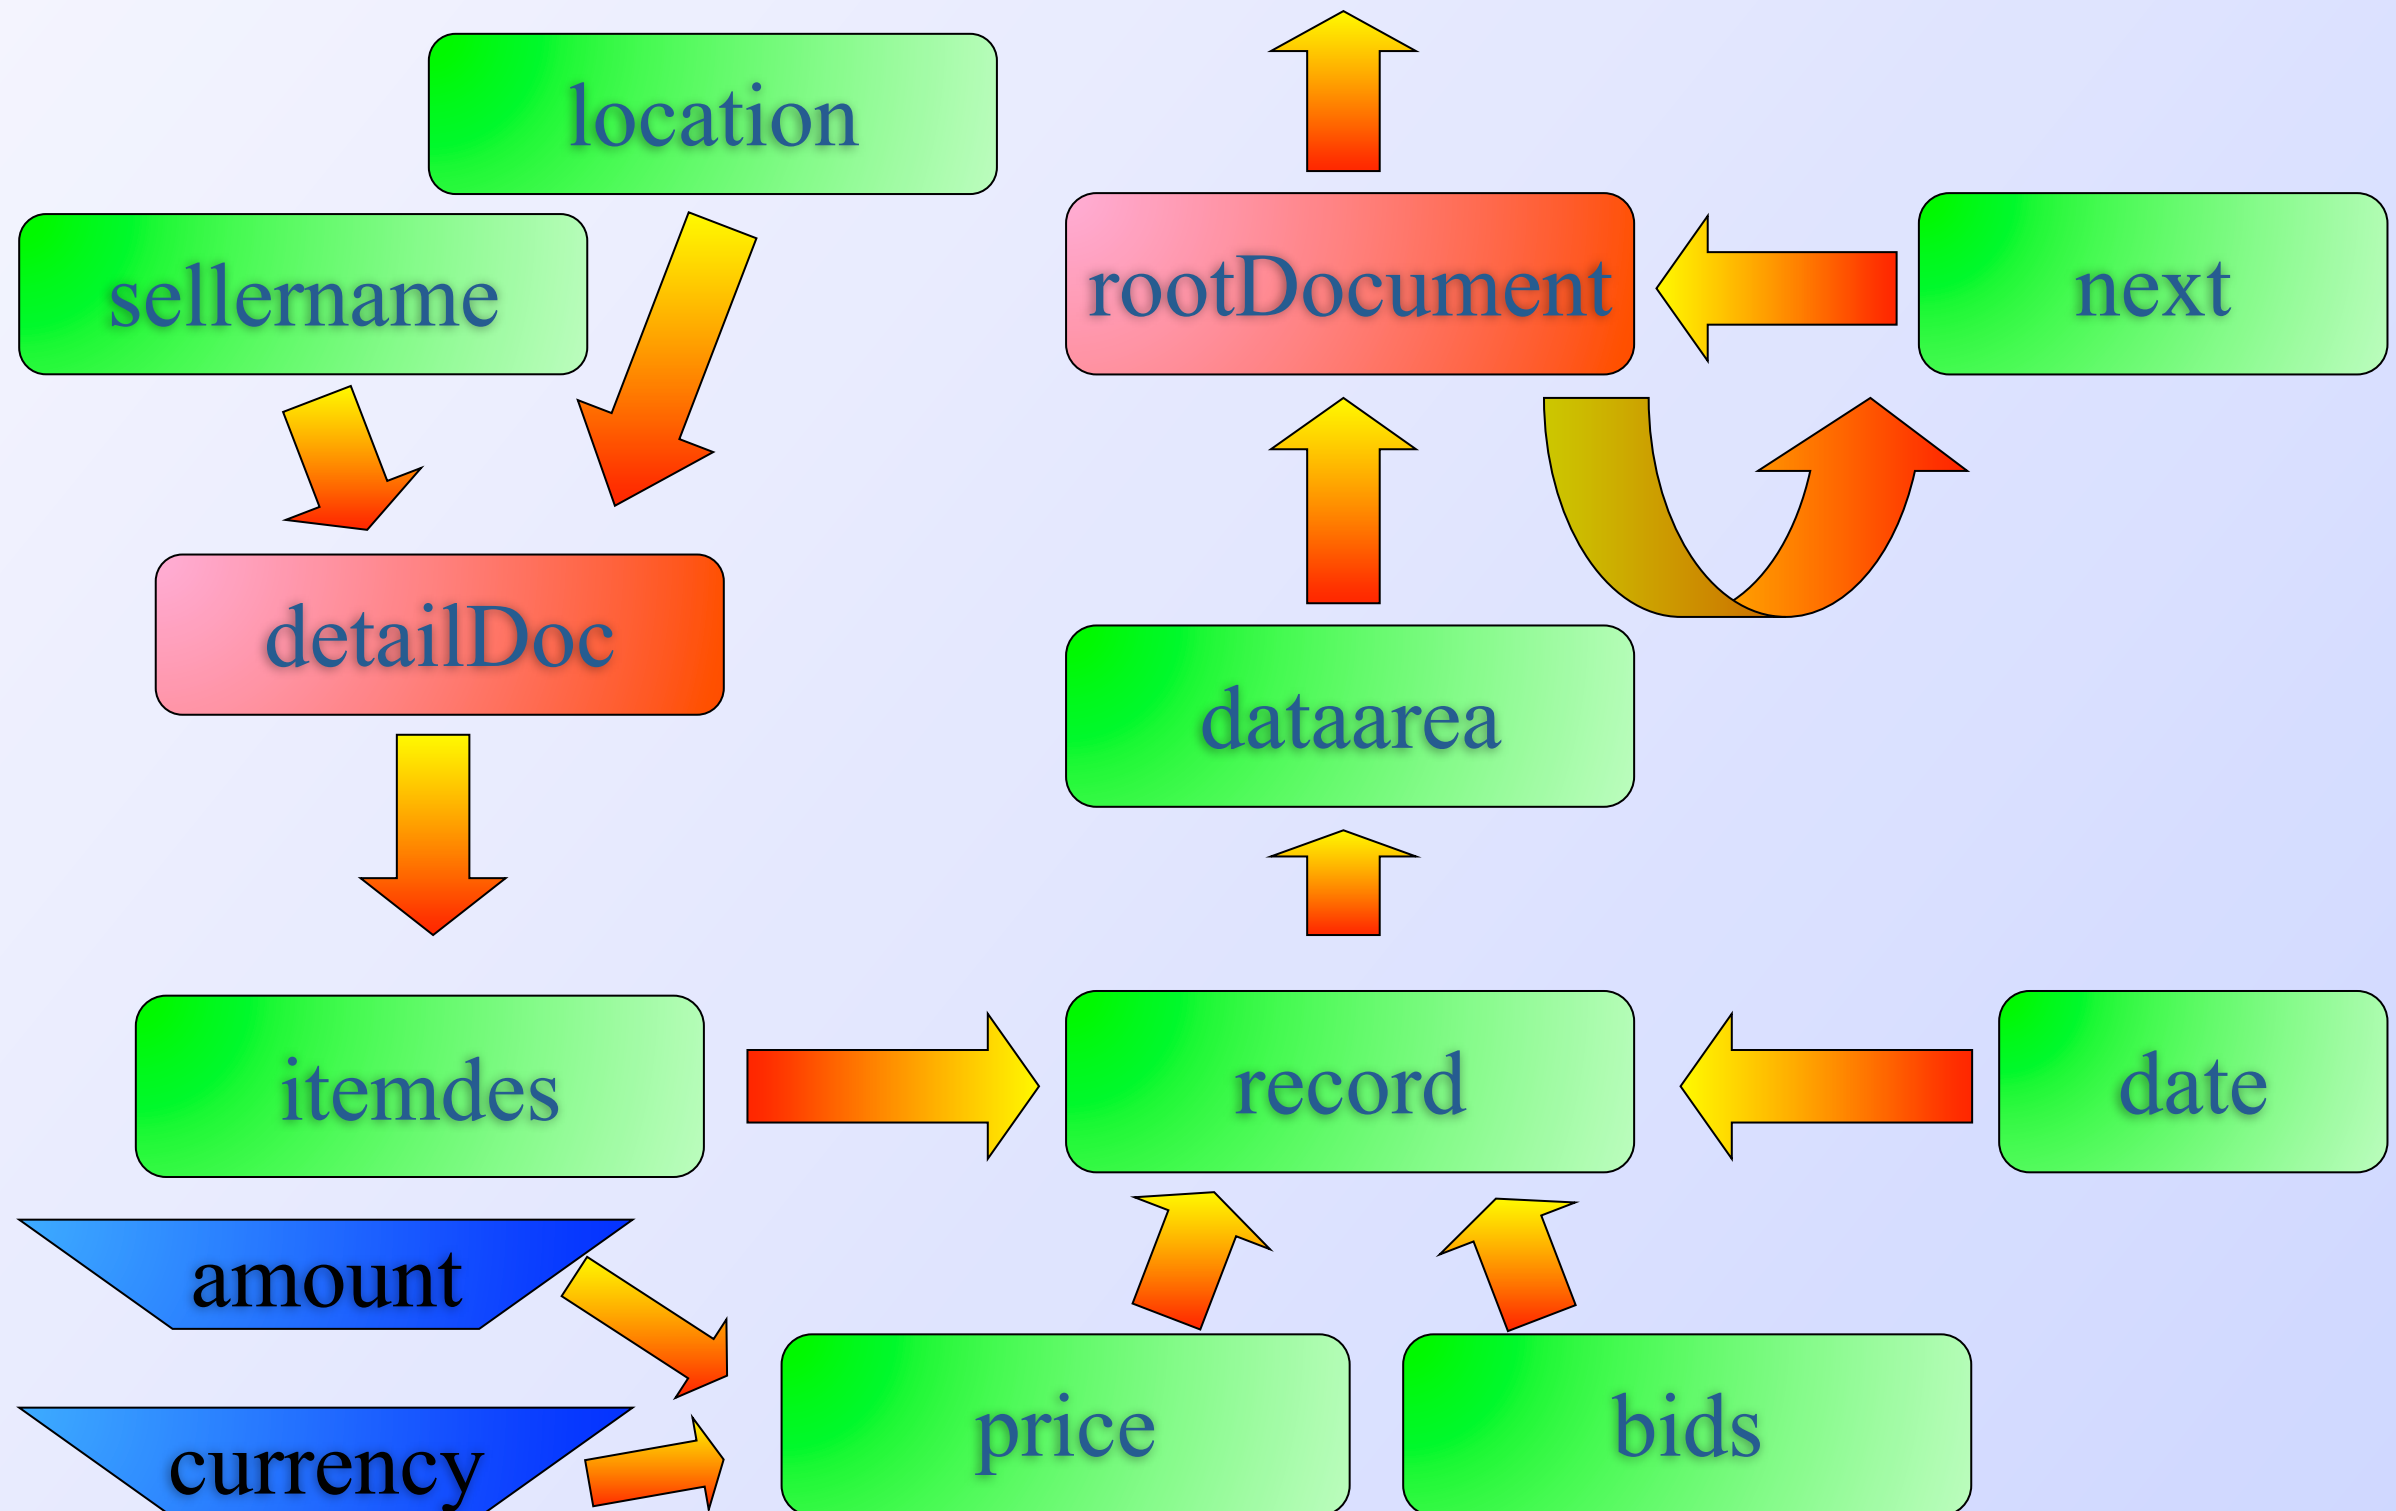 location
sellername
rootDocument
next
detailDoc
dataarea
itemdes
record
date
amount
price
bids
currency